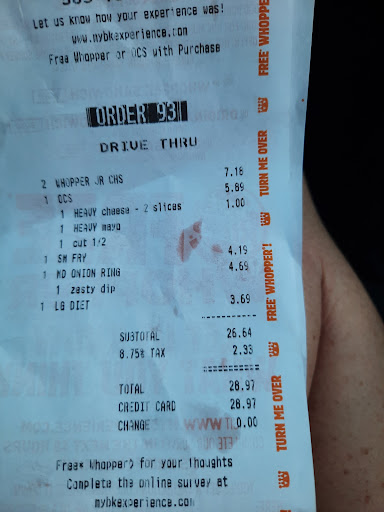 Let us know how your experience was!
www.mybkexperience.com
Free Whopper or OCS with Purchase
ORDER 93
DRIVE THRU
2 WHOPPER JR CHS 7.18
1 OCS 5.89
1 HEAVY cheese - 2 slices 1.00
1 HEAVY mayo
1 cut 1/2
1 SM FRY 4.19
1 MD ONION RING 4.69
1 zesty dip
1 LG DIET 3.69
SUBTOTAL 26.64
8.75% TAX 2.33
TOTAL 28.97
CREDIT CARD 28.97
CHANGE 0.00
Free Whopper for your thoughts
Complete the online survey at
mybkexperience.com
FREE WHOPPER
TURN ME OVER
FREE WHOPPER!
TURN ME OVER